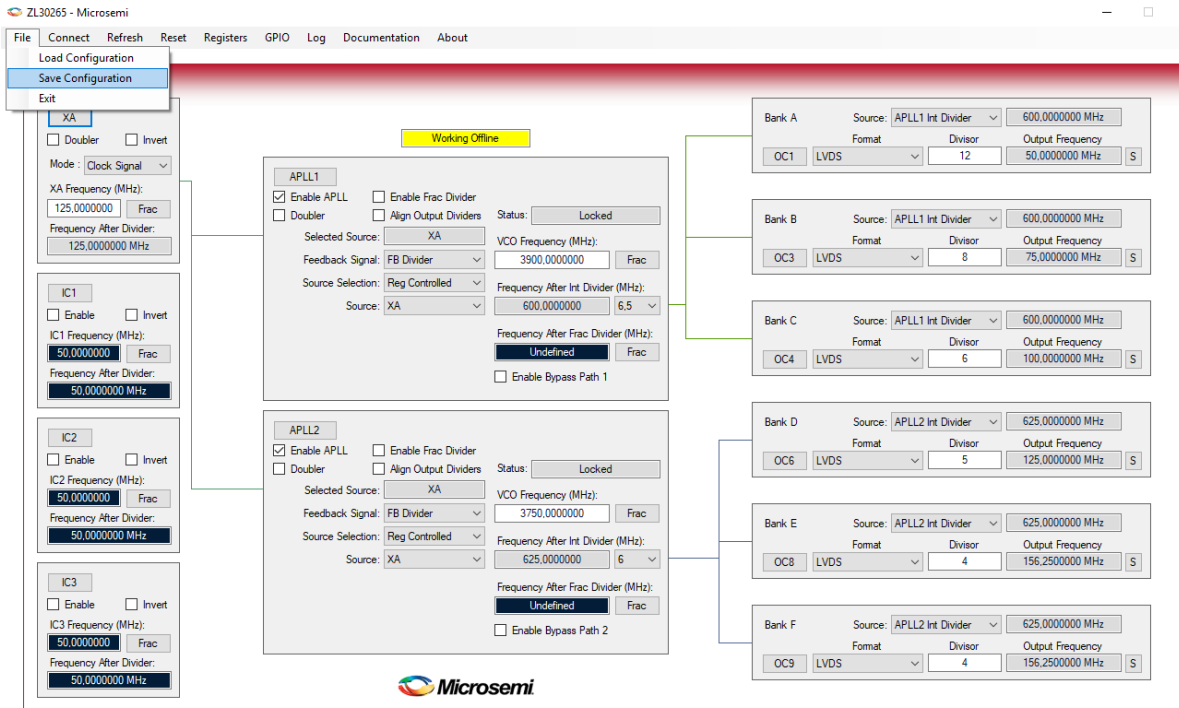 ZL30265 - Microsemi
File Connect Refresh Reset Registers GPIO Log Documentation About
Load Configuration
Save Configuration
Exit
XA
Doubler Invert
Mode : Clock Signal
XA Frequency (MHz):
125,0000000 Frac
Frequency After Divider:
125,0000000 MHz
IC1
Enable Invert
IC1 Frequency (MHz):
50,0000000 Frac
Frequency After Divider:
50,0000000 MHz
IC2
Enable Invert
IC2 Frequency (MHz):
50,0000000 Frac
Frequency After Divider:
50,0000000 MHz
IC3
Enable Invert
IC3 Frequency (MHz):
50,0000000 Frac
Frequency After Divider:
50,0000000 MHz
Working Offline
APLL1
Enable APLL Enable Frac Divider
Doubler Align Output Dividers Status: Locked
Selected Source: XA
VCO Frequency (MHz):
Feedback Signal: FB Divider 3900,0000000 Frac
Source Selection: Reg Controlled
Frequency After Int Divider (MHz):
Source: XA 600,0000000 6,5
Frequency After Frac Divider (MHz):
Undefined Frac
Enable Bypass Path 1
APLL2
Enable APLL Enable Frac Divider
Doubler Align Output Dividers Status: Locked
Selected Source: XA
VCO Frequency (MHz):
Feedback Signal: FB Divider 3750,0000000 Frac
Source Selection: Reg Controlled
Frequency After Int Divider (MHz):
Source: XA 625,0000000 6
Frequency After Frac Divider (MHz):
Undefined Frac
Enable Bypass Path 2
Microsemi
Bank A Source: APLL1 Int Divider 600,0000000 MHz
Format Divisor Output Frequency
OC1 LVDS 12 50,0000000 MHz S
Bank B Source: APLL1 Int Divider 600,0000000 MHz
Format Divisor Output Frequency
OC3 LVDS 8 75,0000000 MHz S
Bank C Source: APLL1 Int Divider 600,0000000 MHz
Format Divisor Output Frequency
OC4 LVDS 6 100,0000000 MHz S
Bank D Source: APLL2 Int Divider 625,0000000 MHz
Format Divisor Output Frequency
OC6 LVDS 5 125,0000000 MHz S
Bank E Source: APLL2 Int Divider 625,0000000 MHz
Format Divisor Output Frequency
OC8 LVDS 4 156,2500000 MHz S
Bank F Source: APLL2 Int Divider 625,0000000 MHz
Format Divisor Output Frequency
OC9 LVDS 4 156,2500000 MHz S